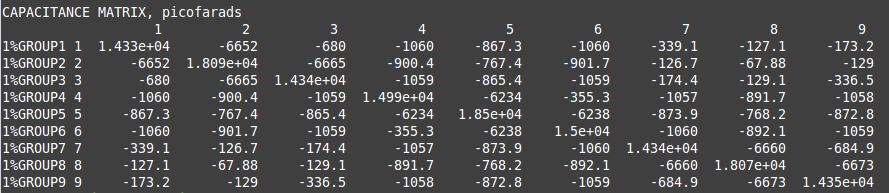 CAPACITANCE MATRIX, picofarads
1 2 3 4 5 6 7 8 9
1%GROUP1 1 1.433e+04 -6652 -680 -1060 -867.3 -1060 -339.1 -127.1 -173.2
1%GROUP2 2 -6652 1.809e+04 -6665 -900.4 -767.4 -901.7 -126.7 -67.88 -129
1%GROUP3 3 -680 -6665 1.434e+04 -1059 -865.4 -1059 -174.4 -129.1 -336.5
1%GROUP4 4 -1060 -900.4 -1059 1.499e+04 -6234 -355.3 -1057 -891.7 -1058
1%GROUP5 5 -867.3 -767.4 -865.4 -6234 1.85e+04 -6238 -873.9 -768.2 -872.8
1%GROUP6 6 -1060 -901.7 -1059 -355.3 -6238 1.5e+04 -1060 -892.1 -1059
1%GROUP7 7 -339.1 -126.7 -174.4 -1057 -873.9 -1060 1.434e+04 -6660 -684.9
1%GROUP8 8 -127.1 -67.88 -129.1 -891.7 -768.2 -892.1 -6660 1.807e+04 -6673
1%GROUP9 9 -173.2 -129 -336.5 -1058 -872.8 -1059 -684.9 -6673 1.435e+04